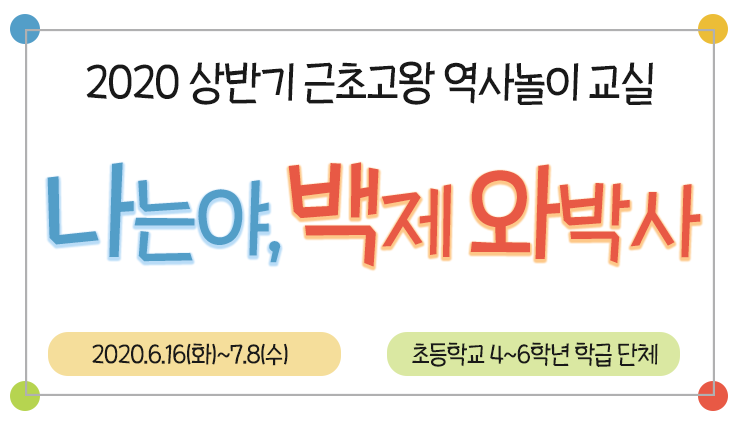 2020 상반기 근초고왕 역사놀이 교실
나는야, 백제 와박사
2020.6.16(화)~7.8(수)
초등학교 4~6학년 학급 단체